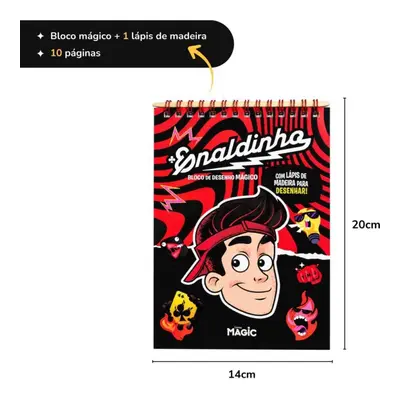 Bloco mágico + 1 lápis de madeira
10 páginas
+Enaldinho
BLOCO DE DESENHO MÁGICO
COM LÁPIS DE
MADEIRA PARA
DESENHAR!
MAGIC
20cm
14cm